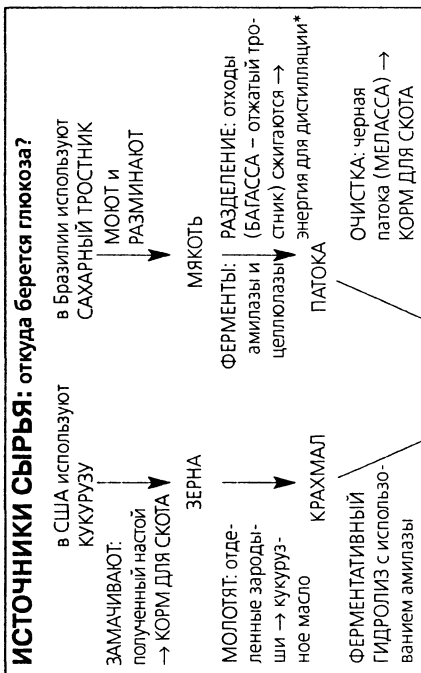 ИСТОЧНИКИ СЫРЬЯ: откуда берется глюкоза?
в США используют
КУКУРУЗУ
ЗАМАЧИВАЮТ:
полученный настой
→ КОРМ ДЛЯ СКОТА
ЗЕРНА
МОЛОТЯТ: отде-
ленные зароды-
ши → кукуруз-
ное масло
КРАХМАЛ
ФЕРМЕНТАТИВНЫЙ
ГИДРОЛИЗ с использо-
ванием амилазы
в Бразилии используют
САХАРНЫЙ ТРОСТНИК
МОЮТ и
РАЗМИНАЮТ
МЯКОТЬ
ФЕРМЕНТЫ:
амилазы и
целлюлазы
РАЗДЕЛЕНИЕ: отходы
(БАГАССА – отжатый тро-
стник) сжигаются →
энергия для дистилляции*
ПАТОКА
ОЧИСТКА: черная
патока (МЕЛАССА) →
КОРМ ДЛЯ СКОТА